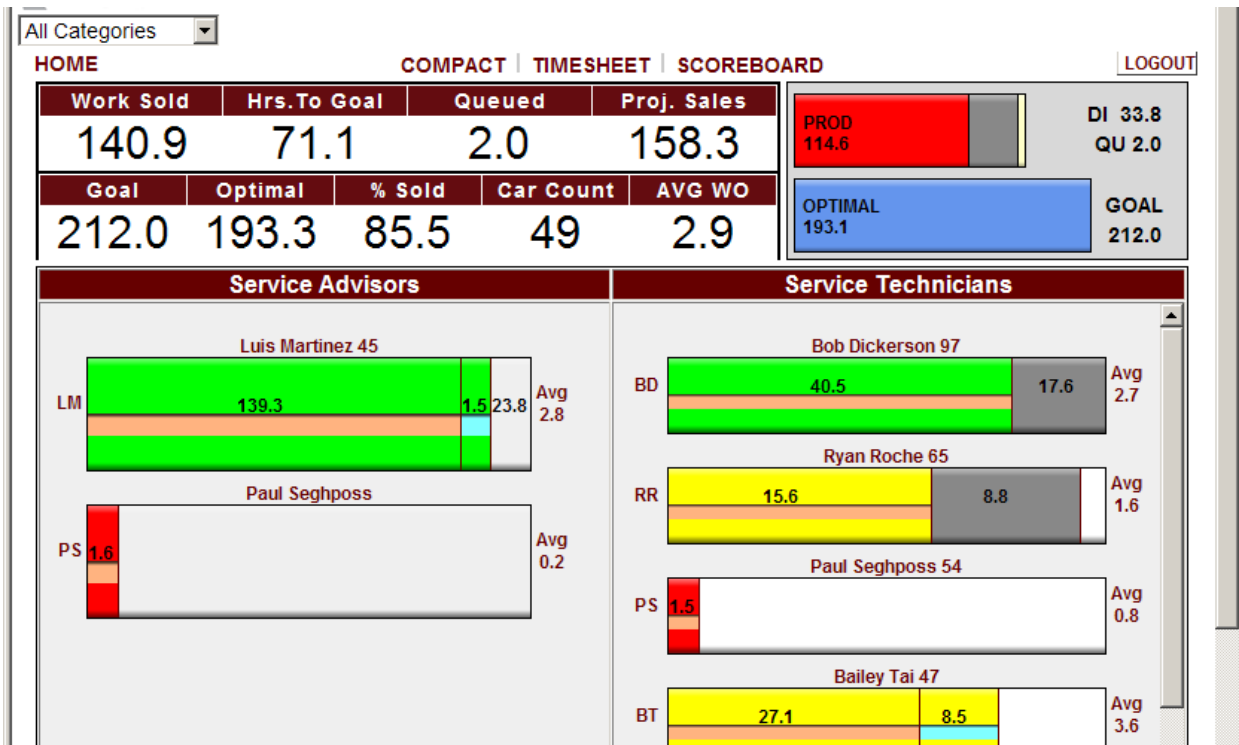 All Categories
HOME COMPACT TIMESHEET SCOREBOARD LOGOUT
Work Sold Hrs.To Goal Queued Proj. Sales
140.9 71.1 2.0 158.3
Goal Optimal % Sold Car Count AVG WO
212.0 193.3 85.5 49 2.9
PROD
114.6
DI 33.8
QU 2.0
OPTIMAL
193.1
GOAL
212.0
Service Advisors
Luis Martinez 45
LM 139.3 1.5 23.8 Avg
2.8
Paul Seghposs
PS 1.6 Avg
0.2
Service Technicians
Bob Dickerson 97
BD 40.5 17.6 Avg
2.7
Ryan Roche 65
RR 15.6 8.8 Avg
1.6
Paul Seghposs 54
PS 1.5 Avg
0.8
Bailey Tai 47
BT 27.1 8.5 Avg
3.6